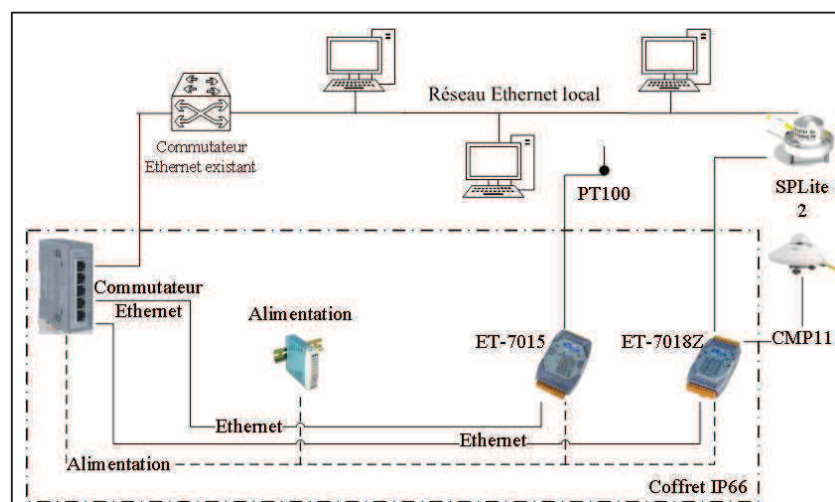 Réseau Ethernet local
Commutateur
Ethernet existant
PT100
SPLite
2
Commutateur
Ethernet
Alimentation
ET-7015
ET-7018Z
CMP11
Ethernet
Ethernet
Alimentation
Coffret IP66